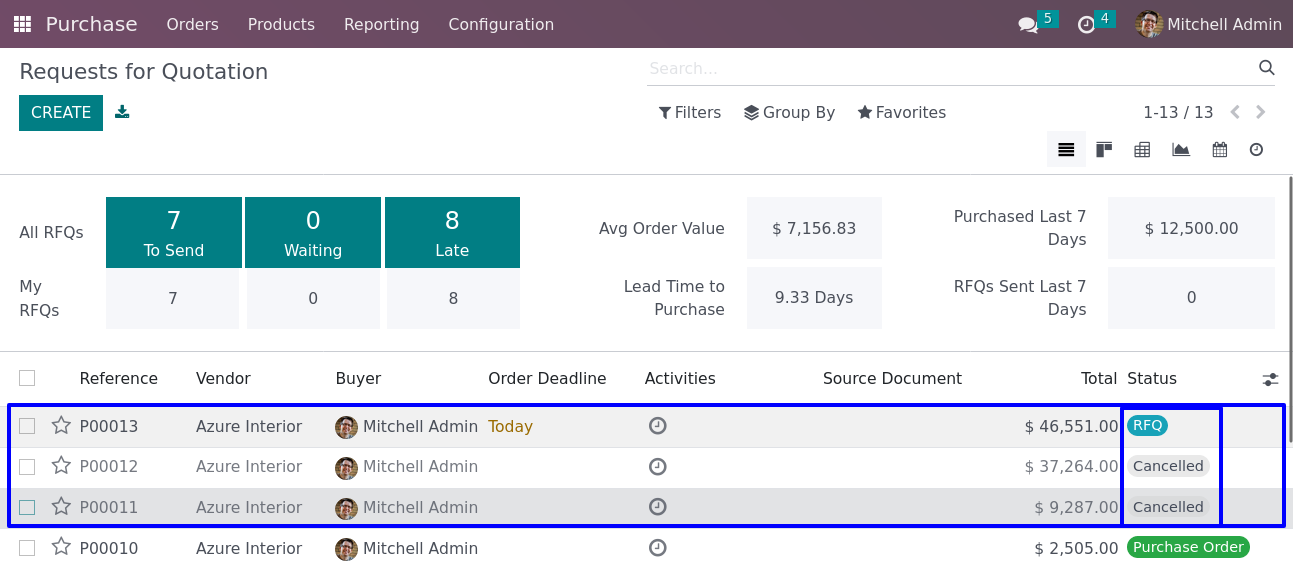 Purchase Orders Products Reporting Configuration 5 4 Mitchell Admin
Requests for Quotation Search...
CREATE Filters Group By Favorites 1-13 / 13
All RFQs 7 To Send 0 Waiting 8 Late Avg Order Value $ 7,156.83 Purchased Last 7 Days $ 12,500.00
My RFQs 7 0 8 Lead Time to Purchase 9.33 Days RFQs Sent Last 7 Days 0
Reference Vendor Buyer Order Deadline Activities Source Document Total Status
P00013 Azure Interior Mitchell Admin Today $ 46,551.00 RFQ
P00012 Azure Interior Mitchell Admin $ 37,264.00 Cancelled
P00011 Azure Interior Mitchell Admin $ 9,287.00 Cancelled
P00010 Azure Interior Mitchell Admin $ 2,505.00 Purchase Order